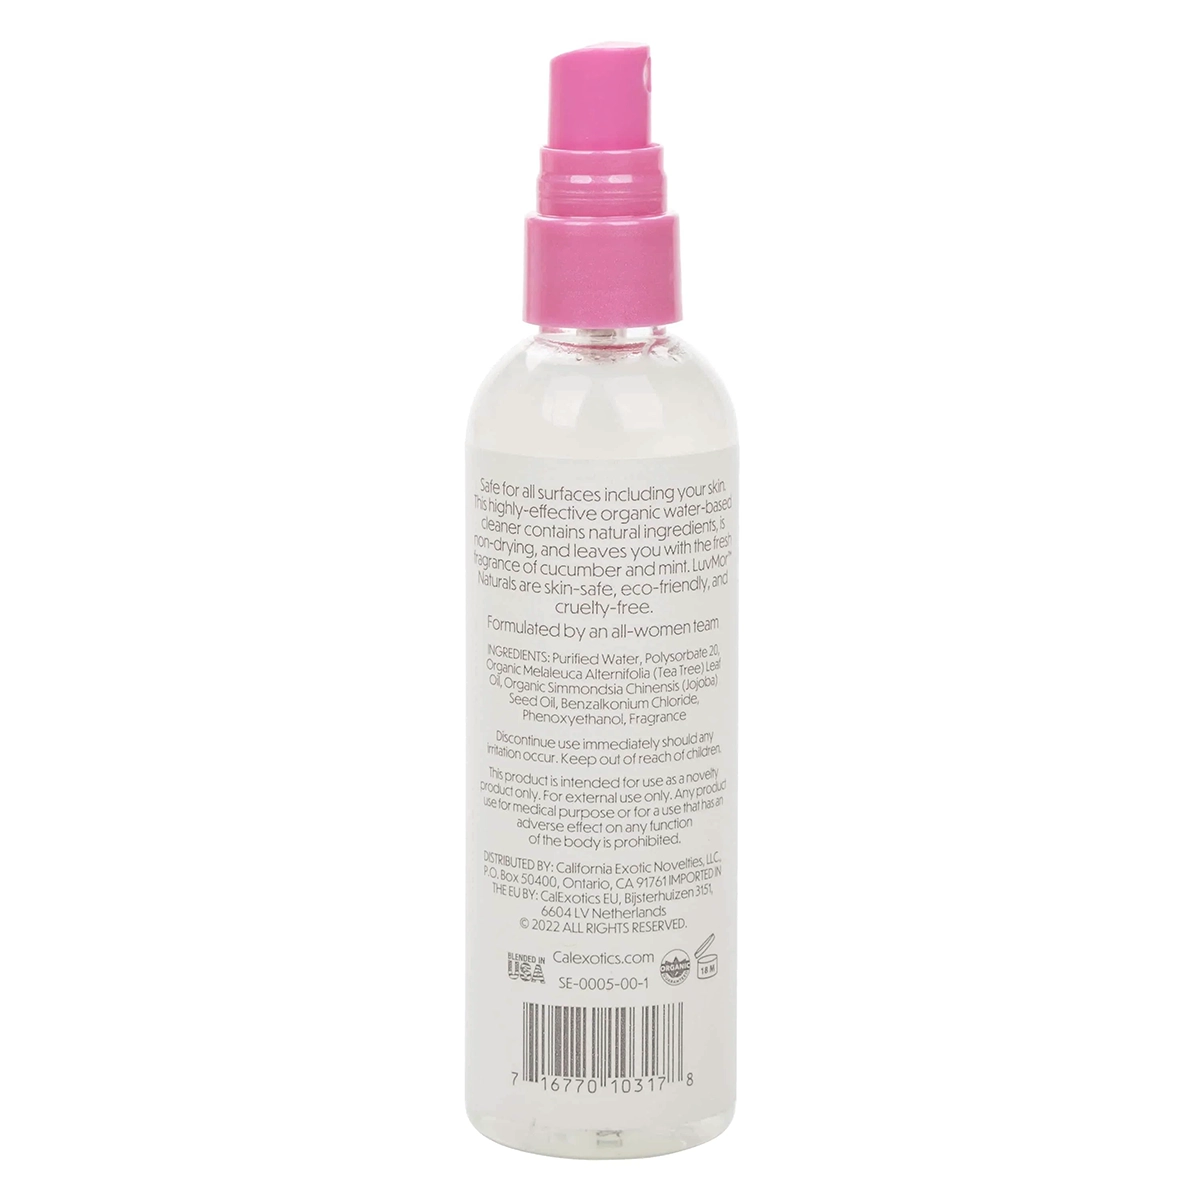 Safe for all surfaces including your skin.
This highly-effective organic water-based
cleaner contains natural ingredients, is
non-drying, and leaves you with the fresh
fragrance of cucumber and mint. LuvMor™
Naturals are skin-safe, eco-friendly, and
cruelty-free.
Formulated by an all-women team
INGREDIENTS: Purified Water, Polysorbate 20,
Organic Melaleuca Alternifolia (Tea Tree) Leaf
Oil, Organic Simmondsia Chinensis (Jojoba)
Seed Oil, Benzalkonium Chloride,
Phenoxyethanol, Fragrance
Discontinue use immediately should any
irritation occur. Keep out of reach of children.
This product is intended for use as a novelty
product only. For external use only. Any product
use for medical purpose or for a use that has an
adverse effect on any function
of the body is prohibited.
DISTRIBUTED BY: California Exotic Novelties, LLC.,
P.O. Box 50400, Ontario, CA 91761 IMPORTED IN
THE EU BY: CalExotics EU, Bijsterhuizen 3151,
6604 LV Netherlands
© 2022 ALL RIGHTS RESERVED.
BLENDED IN
USA
Calexotics.com
SE-0005-00-1
ORGANIC
18 M
7 16770 10317 8